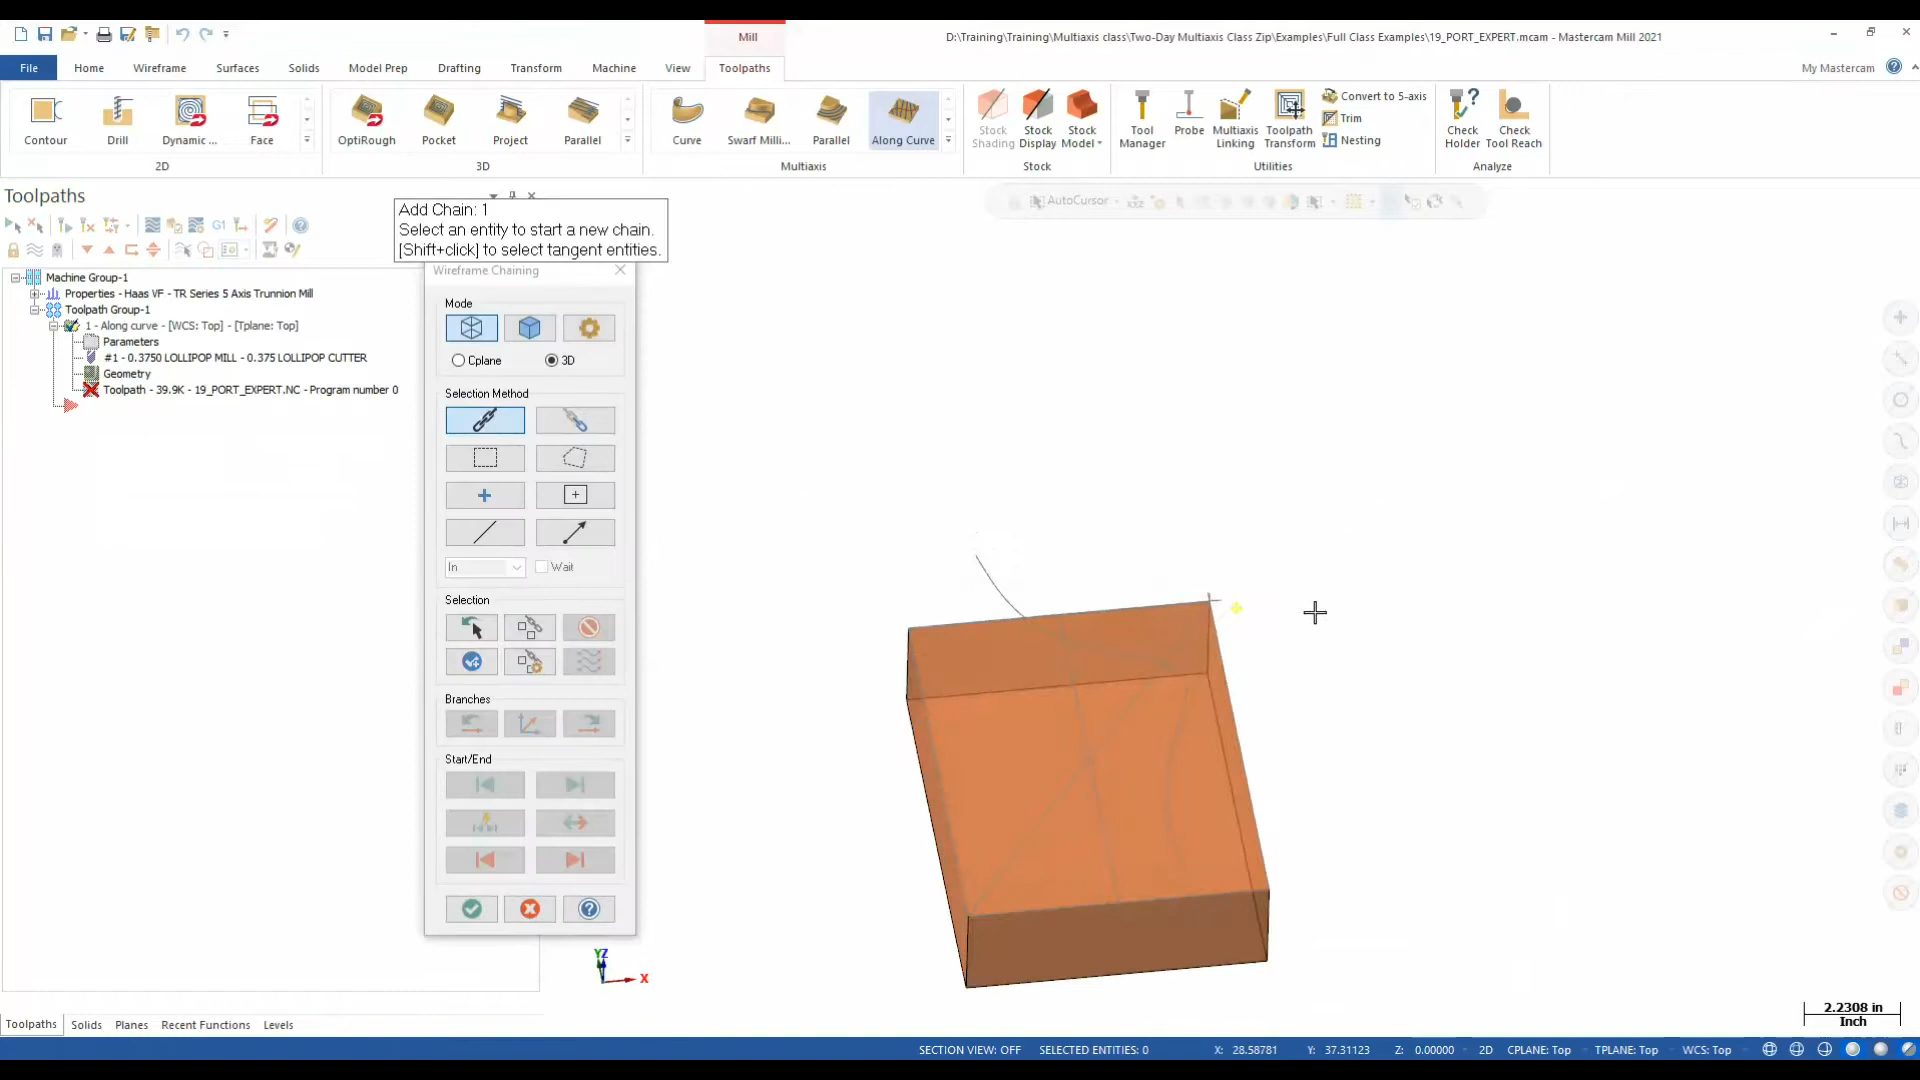 Mill
D:\Training\Training\Multiaxis class\Two-Day Multiaxis Class Zip\Examples\Full Class Examples\19_PORT_EXPERT.mcam - Mastercam Mill 2021
File Home Wireframe Surfaces Solids Model Prep Drafting Transform Machine View Toolpaths My Mastercam
Contour Drill Dynamic ... Face
2D
OptiRough Pocket Project Parallel
3D
Curve Swarf Milli... Parallel Along Curve
Multiaxis
Stock Shading Stock Display Stock Model
Stock
Tool Manager Probe Multiaxis Linking Toolpath Transform
Convert to 5-axis
Trim
Nesting
Utilities
Check Holder Check Tool Reach
Analyze
Toolpaths
AutoCursor
Add Chain: 1
Select an entity to start a new chain.
[Shift+click] to select tangent entities.
G1
Machine Group-1
Properties - Haas VF - TR Series 5 Axis Trunnion Mill
Toolpath Group-1
1 - Along curve - [WCS: Top] - [Tplane: Top]
Parameters
#1 - 0.3750 LOLLIPOP MILL - 0.375 LOLLIPOP CUTTER
Geometry
Toolpath - 39.9K - 19_PORT_EXPERT.NC - Program number 0
Wireframe Chaining
Mode
Cplane 3D
Selection Method
In Wait
Selection
Branches
Start/End
YZ
X
2.2308 in
Inch
Toolpaths Solids Planes Recent Functions Levels
SECTION VIEW: OFF SELECTED ENTITIES: 0 X: 28.58781 Y: 37.31123 Z: 0.00000 2D CPLANE: Top TPLANE: Top WCS: Top